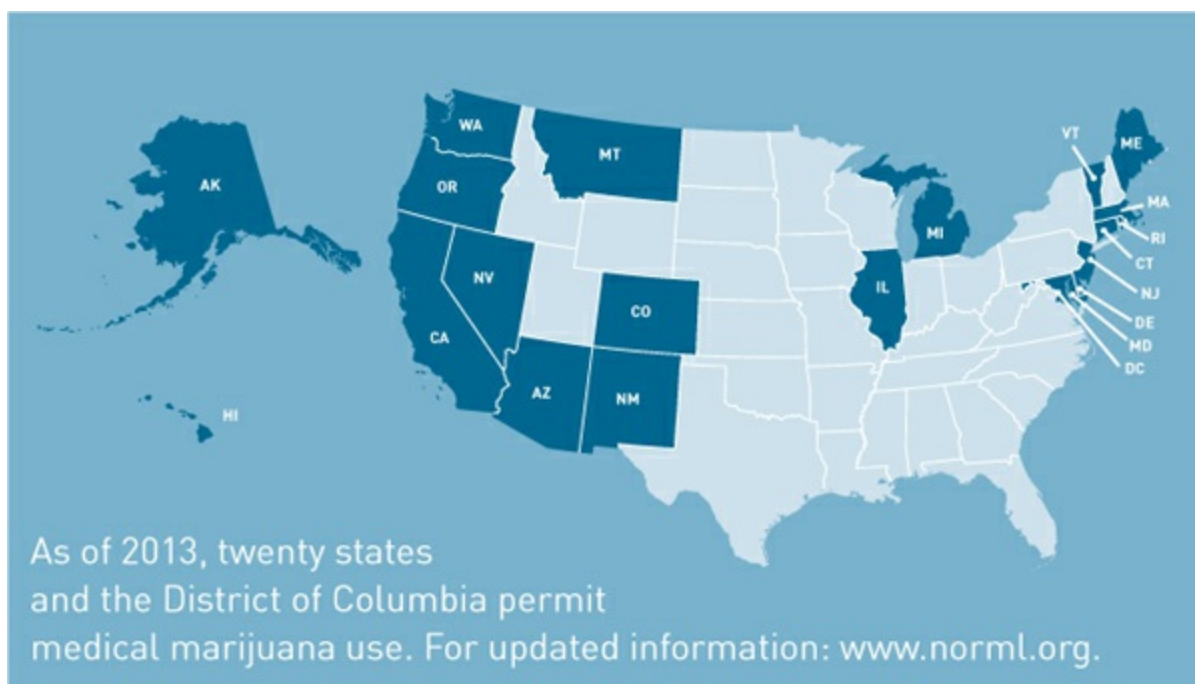 WA
MT
VT
ME
AK
OR
MA
MI
RI
NV
CT
IL
NJ
CO
DE
CA
MD
DC
AZ
NM
HI
As of 2013, twenty states
and the District of Columbia permit
medical marijuana use. For updated information: www.norml.org.